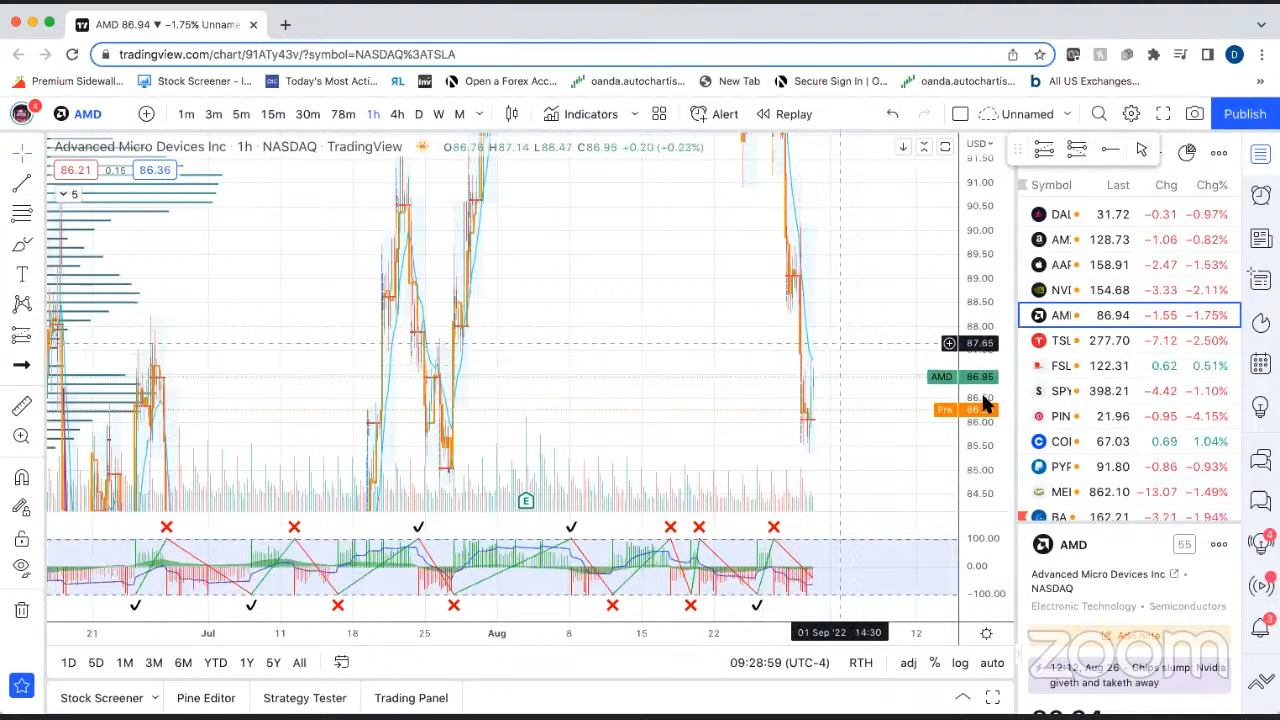 AMD 86.94 ▼ −1.75% Unname
tradingview.com/chart/91ATy43v/?symbol=NASDAQ%3ATSLA
D
Premium Sidewall... Stock Screener - I... OIC Today's Most Acti... RL Inv Open a Forex Acc... oanda.autochartis... New Tab Secure Sign In | O... oanda.autochartis... b All US Exchanges... »
4 AMD 1m 3m 5m 15m 30m 78m 1h 4h D W M Indicators Alert Replay Unnamed Publish
Advanced Micro Devices Inc · 1h · NASDAQ · TradingView O86.76 H87.14 L86.47 C86.95 +0.20 (+0.23%)
USD
86.21 0.15 86.36
5
91.50
91.00
90.50
90.00
89.50
89.00
88.50
88.00
87.65
AMD 86.95
86.50
Pre
86.00
85.50
85.00
84.50
E
100.00
0.00
−100.00
21 Jul 11 18 25 Aug 8 15 22 01 Sep '22 14:30 12
1D 5D 1M 3M 6M YTD 1Y 5Y All 09:28:59 (UTC-4) RTH adj % log auto
Stock Screener Pine Editor Strategy Tester Trading Panel
Symbol Last Chg Chg%
DAL 31.72 −0.31 −0.97%
AM 128.73 −1.06 −0.82%
AAP 158.91 −2.47 −1.53%
NVD 154.68 −3.33 −2.11%
AMD 86.94 −1.55 −1.75%
TSL 277.70 −7.12 −2.50%
FSL 122.31 0.62 0.51%
SPY 398.21 −4.42 −1.10%
PIN 21.96 −0.95 −4.15%
COI 67.03 0.69 1.04%
PYP 91.80 −0.86 −0.93%
MEL 862.10 −13.07 −1.49%
BA 162.21 −3.21 −1.94%
AMD 55
Advanced Micro Devices Inc
NASDAQ
Electronic Technology • Semiconductors
Add note
zoom
12:12, Aug 26 • Chips slump: Nvidia
giveth and taketh away
4
3